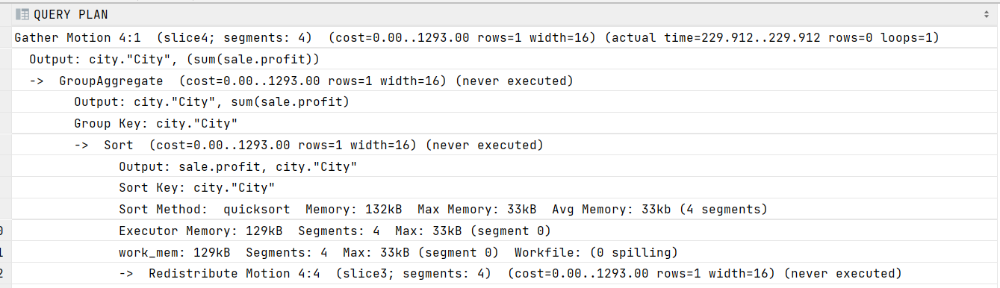 QUERY PLAN
Gather Motion 4:1  (slice4; segments: 4)  (cost=0.00..1293.00 rows=1 width=16) (actual time=229.912..229.912 rows=0 loops=1)
Output: city."City", (sum(sale.profit))
->  GroupAggregate  (cost=0.00..1293.00 rows=1 width=16) (never executed)
Output: city."City", sum(sale.profit)
Group Key: city."City"
->  Sort  (cost=0.00..1293.00 rows=1 width=16) (never executed)
Output: sale.profit, city."City"
Sort Key: city."City"
Sort Method:  quicksort  Memory: 132kB  Max Memory: 33kB  Avg Memory: 33kb (4 segments)
0 Executor Memory: 129kB  Segments: 4  Max: 33kB (segment 0)
1 work_mem: 129kB  Segments: 4  Max: 33kB (segment 0)  Workfile: (0 spilling)
2 ->  Redistribute Motion 4:4  (slice3; segments: 4)  (cost=0.00..1293.00 rows=1 width=16) (never executed)